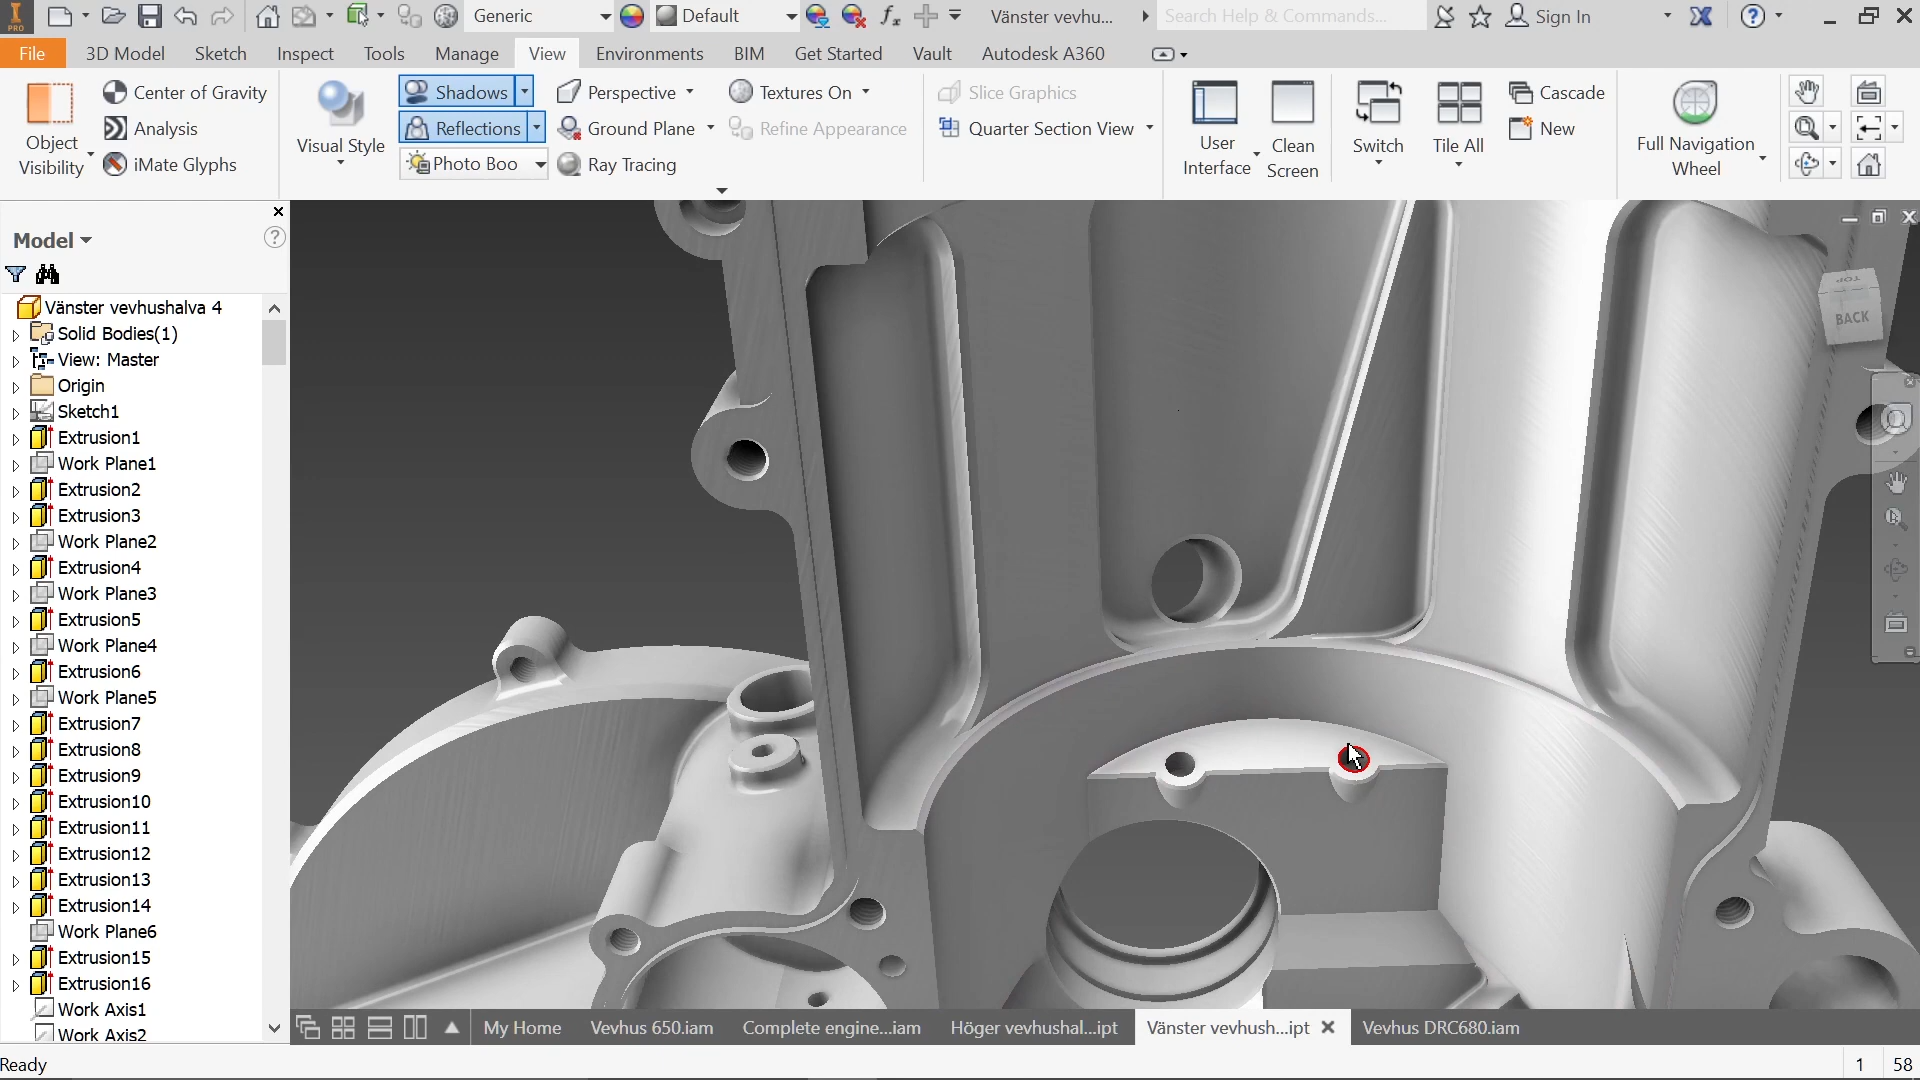 PRO
Generic
Default
fx
Vänster vevhu...
Search Help & Commands...
Sign In
File
3D Model
Sketch
Inspect
Tools
Manage
View
Environments
BIM
Get Started
Vault
Autodesk A360
Object Visibility
Center of Gravity
Analysis
iMate Glyphs
Visual Style
Shadows
Reflections
Photo Boo
Perspective
Ground Plane
Ray Tracing
Textures On
Refine Appearance
Slice Graphics
Quarter Section View
User Interface
Clean Screen
Switch
Tile All
Cascade
New
Full Navigation Wheel
Model
Vänster vevhushalva 4
Solid Bodies(1)
View: Master
Origin
Sketch1
Extrusion1
Work Plane1
Extrusion2
Extrusion3
Work Plane2
Extrusion4
Work Plane3
Extrusion5
Work Plane4
Extrusion6
Work Plane5
Extrusion7
Extrusion8
Extrusion9
Extrusion10
Extrusion11
Extrusion12
Extrusion13
Extrusion14
Work Plane6
Extrusion15
Extrusion16
Work Axis1
Work Axis2
TOP
BACK
My Home
Vevhus 650.iam
Complete engine...iam
Höger vevhushal...ipt
Vänster vevhush...ipt
Vevhus DRC680.iam
Ready
1
58